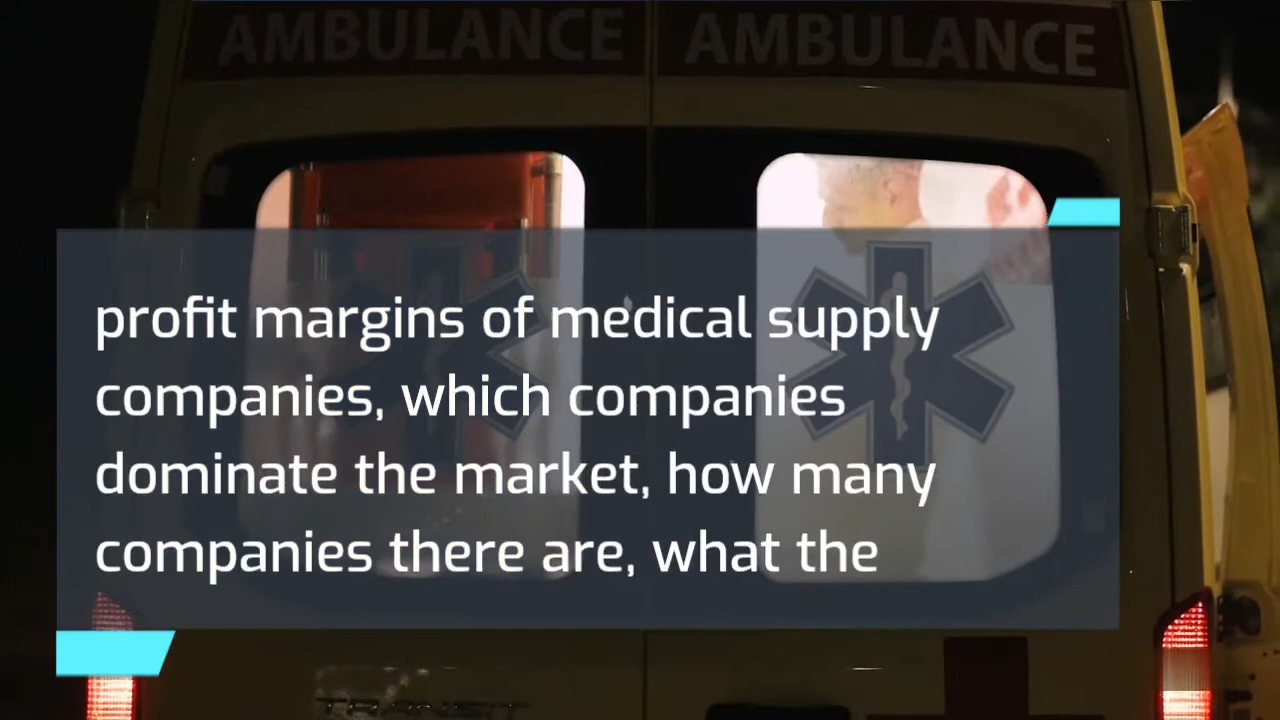 AMBULANCE AMBULANCE
profit margins of medical supply
companies, which companies
dominate the market, how many
companies there are, what the
TRANSIT